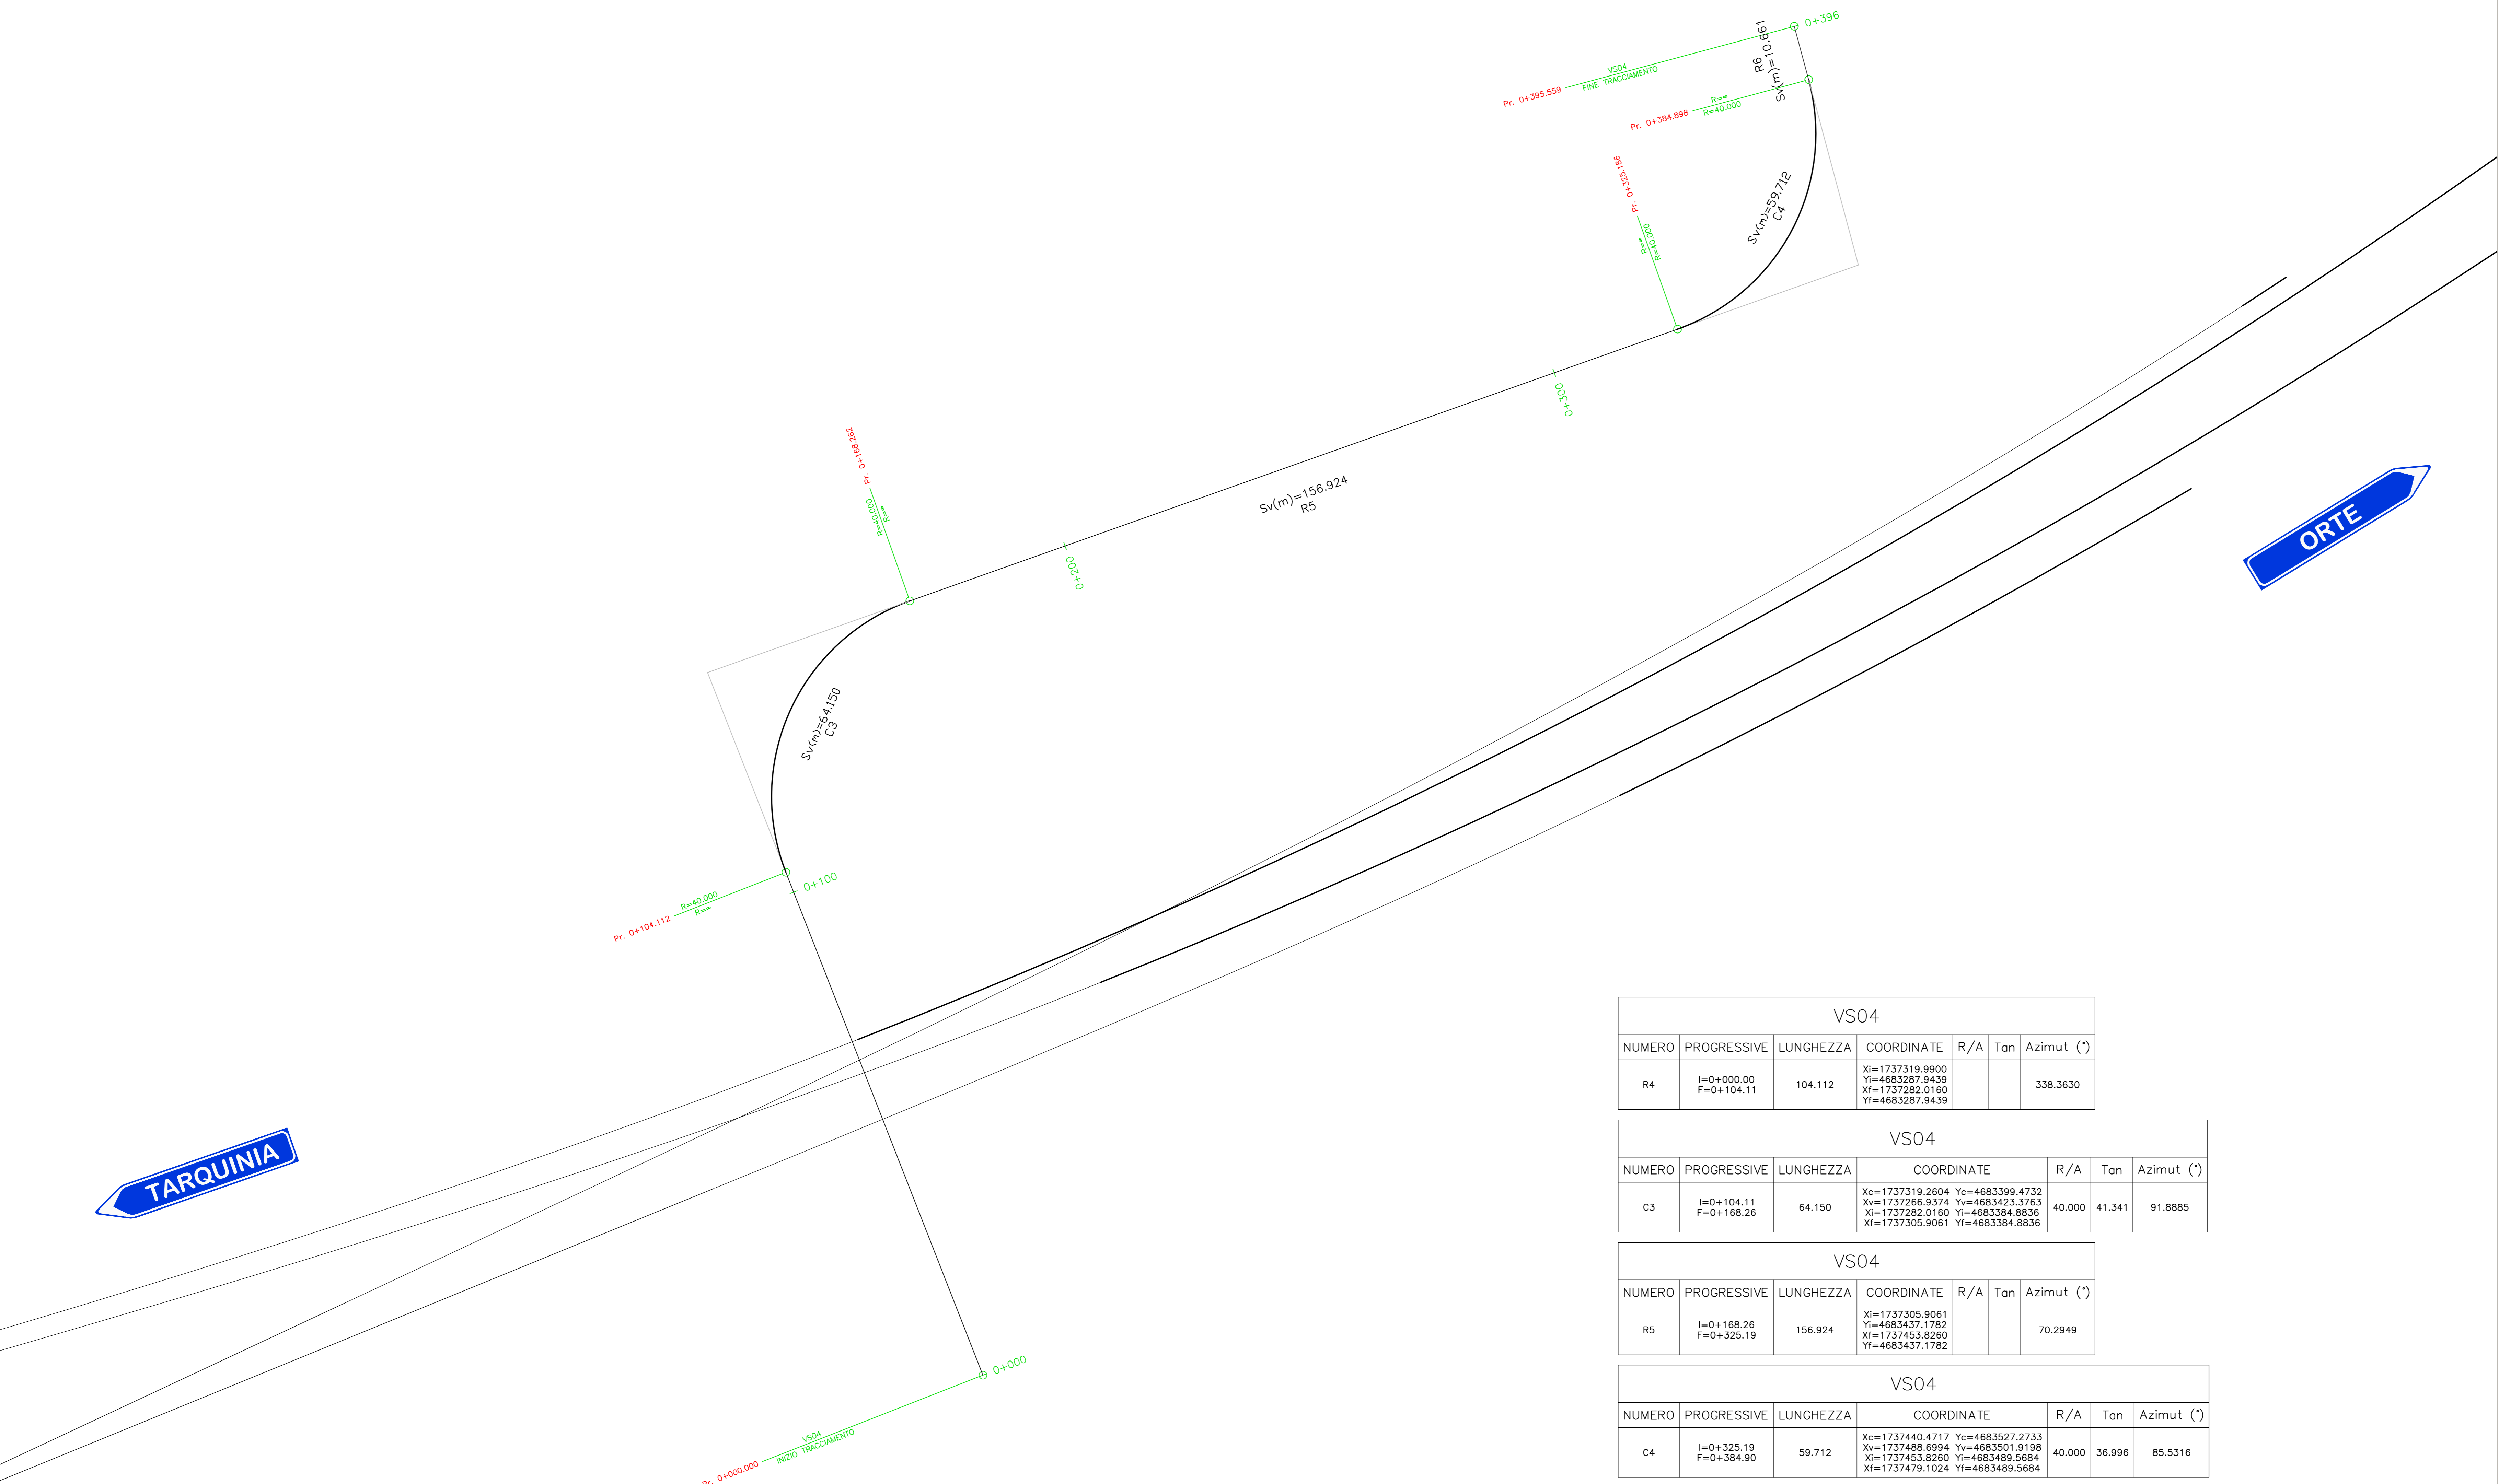 0+396
R6
Sv(m)=10.661
VS04
FINE TRACCIAMENTO
Pr. 0+395.559
R=∞
R=40.000
Pr. 0+384.898
Pr. 0+325.186
R=∞
R=40.000
Sv(m)=59.712
C4
0+300
Pr. 0+168.262
R=40.000
R=∞
0+200
Sv(m)=156.924
R5
ORTE
Sv(m)=64.150
C3
0+100
R=40.000
R=∞
Pr. 0+104.112
TARQUINIA
0+000
VS04
INIZIO TRACCIAMENTO
Pr. 0+000.000
VS04
NUMERO PROGRESSIVE LUNGHEZZA COORDINATE R/A Tan Azimut (°)
R4 I=0+000.00 F=0+104.11 104.112 Xi=1737319.9900 Yi=4683287.9439 Xf=1737282.0160 Yf=4683287.9439 338.3630
VS04
NUMERO PROGRESSIVE LUNGHEZZA COORDINATE R/A Tan Azimut (°)
C3 I=0+104.11 F=0+168.26 64.150 Xc=1737319.2604 Yc=4683399.4732 Xv=1737266.9374 Yv=4683423.3763 Xi=1737282.0160 Yi=4683384.8836 Xf=1737305.9061 Yf=4683384.8836 40.000 41.341 91.8885
VS04
NUMERO PROGRESSIVE LUNGHEZZA COORDINATE R/A Tan Azimut (°)
R5 I=0+168.26 F=0+325.19 156.924 Xi=1737305.9061 Yi=4683437.1782 Xf=1737453.8260 Yf=4683437.1782 70.2949
VS04
NUMERO PROGRESSIVE LUNGHEZZA COORDINATE R/A Tan Azimut (°)
C4 I=0+325.19 F=0+384.90 59.712 Xc=1737440.4717 Yc=4683527.2733 Xv=1737488.6994 Yv=4683501.9198 Xi=1737453.8260 Yi=4683489.5684 Xf=1737479.1024 Yf=4683489.5684 40.000 36.996 85.5316